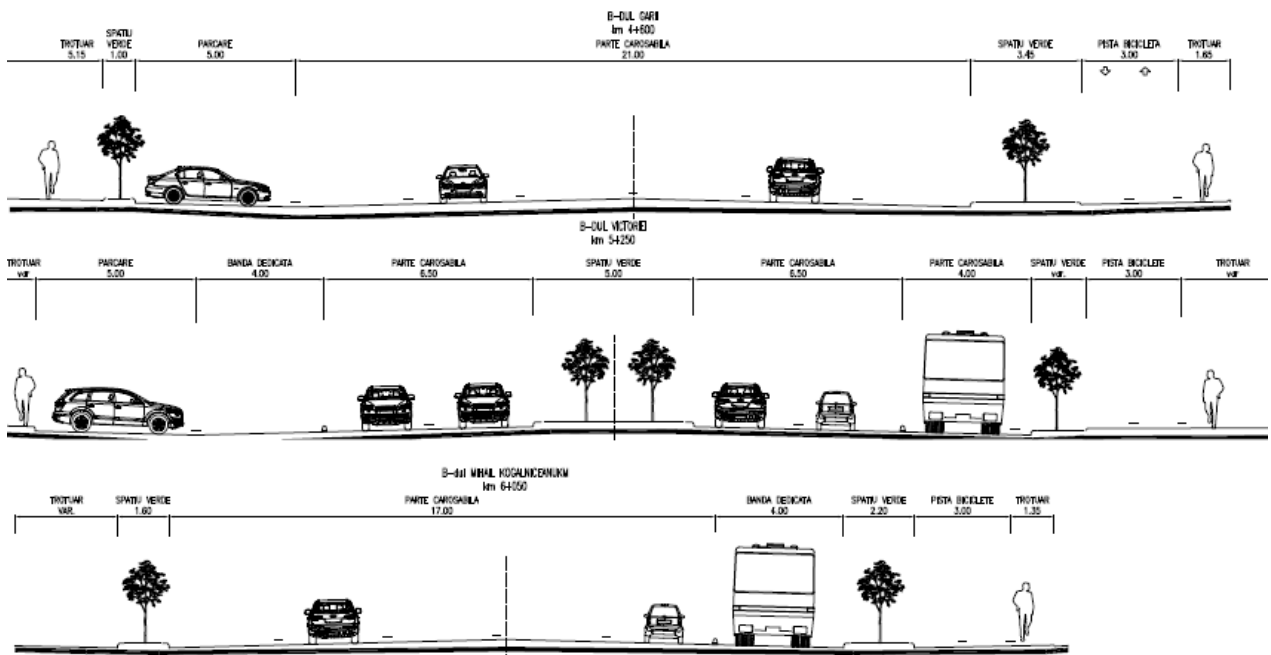 B-DUL GARII
km 4+600
TROTUAR SPATIU VERDE PARCARE PARTE CAROSABILA SPATIU VERDE PISTA BICICLETA TROTUAR
5.15 1.00 5.00 21.00 3.45 3.00 1.65
B-DUL VICTORIEI
km 5+250
TROTUAR PARCARE BANDA DEDICATA PARTE CAROSABILA SPATIU VERDE PARTE CAROSABILA PARTE CAROSABILA SPATIU VERDE PISTA BICICLETE TROTUAR
var 5.00 4.00 6.50 5.00 6.50 4.00 var. 3.00 var
B-dul MIHAIL KOGALNICEANUKM
km 6+050
TROTUAR SPATIU VERDE PARTE CAROSABILA BANDA DEDICATA SPATIU VERDE PISTA BICICLETE TROTUAR
VAR. 1.60 17.00 4.00 2.20 3.00 1.35